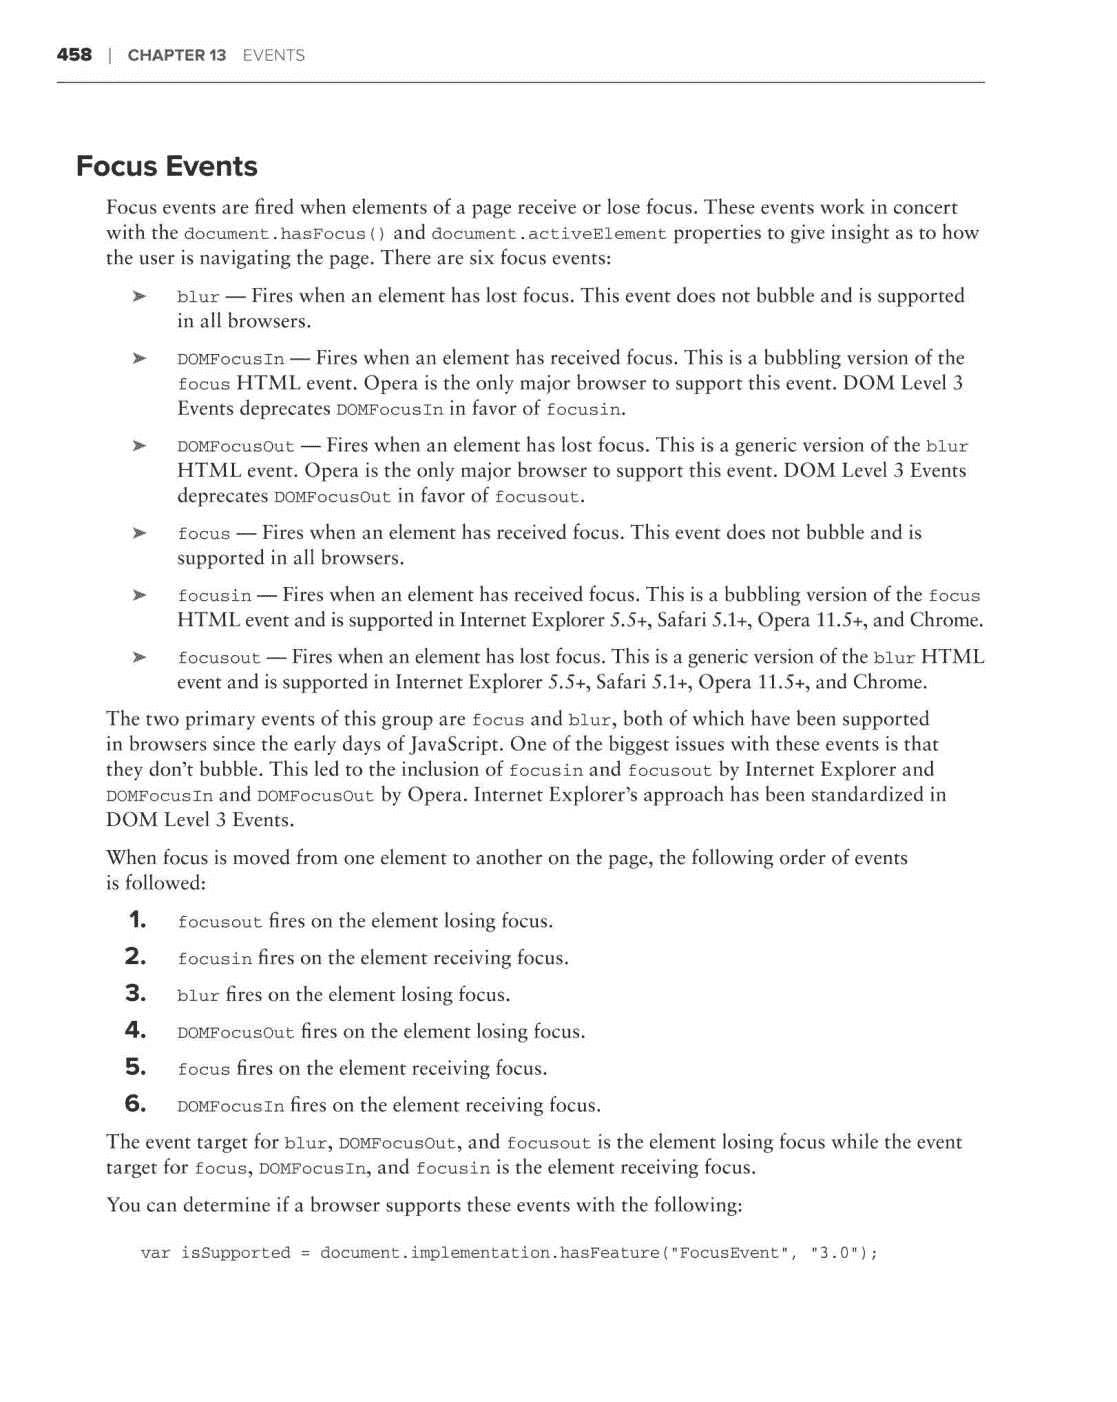 458 | CHAPTER 13 EVENTS
Focus Events
Focus events are fired when elements of a page receive or lose focus. These events work in concert
with the document.hasFocus() and document.activeElement properties to give insight as to how
the user is navigating the page. There are six focus events:
➤ blur — Fires when an element has lost focus. This event does not bubble and is supported
in all browsers.
➤ DOMFocusIn — Fires when an element has received focus. This is a bubbling version of the
focus HTML event. Opera is the only major browser to support this event. DOM Level 3
Events deprecates DOMFocusIn in favor of focusin.
➤ DOMFocusOut — Fires when an element has lost focus. This is a generic version of the blur
HTML event. Opera is the only major browser to support this event. DOM Level 3 Events
deprecates DOMFocusOut in favor of focusout.
➤ focus — Fires when an element has received focus. This event does not bubble and is
supported in all browsers.
➤ focusin — Fires when an element has received focus. This is a bubbling version of the focus
HTML event and is supported in Internet Explorer 5.5+, Safari 5.1+, Opera 11.5+, and Chrome.
➤ focusout — Fires when an element has lost focus. This is a generic version of the blur HTML
event and is supported in Internet Explorer 5.5+, Safari 5.1+, Opera 11.5+, and Chrome.
The two primary events of this group are focus and blur, both of which have been supported
in browsers since the early days of JavaScript. One of the biggest issues with these events is that
they don't bubble. This led to the inclusion of focusin and focusout by Internet Explorer and
DOMFocusIn and DOMFocusOut by Opera. Internet Explorer's approach has been standardized in
DOM Level 3 Events.
When focus is moved from one element to another on the page, the following order of events
is followed:
1. focusout fires on the element losing focus.
2. focusin fires on the element receiving focus.
3. blur fires on the element losing focus.
4. DOMFocusOut fires on the element losing focus.
5. focus fires on the element receiving focus.
6. DOMFocusIn fires on the element receiving focus.
The event target for blur, DOMFocusOut, and focusout is the element losing focus while the event
target for focus, DOMFocusIn, and focusin is the element receiving focus.
You can determine if a browser supports these events with the following:
var isSupported = document.implementation.hasFeature("FocusEvent", "3.0");